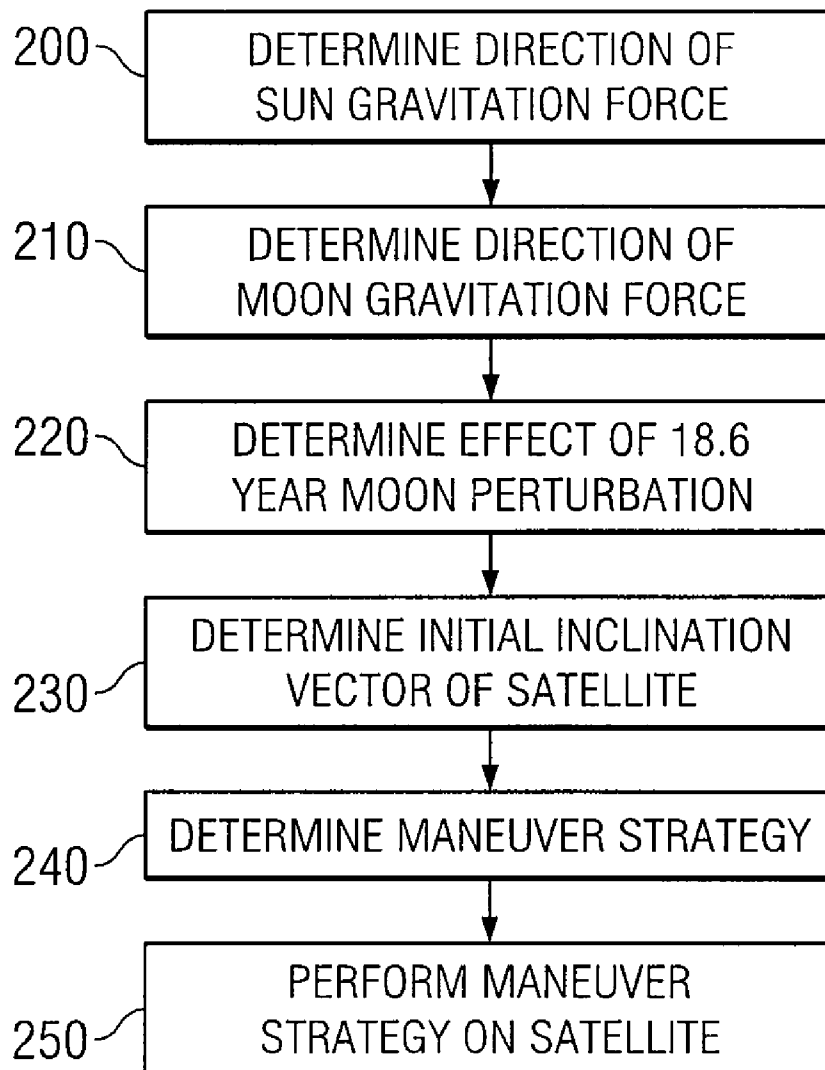 200
DETERMINE DIRECTION OF
SUN GRAVITATION FORCE
210
DETERMINE DIRECTION OF
MOON GRAVITATION FORCE
220
DETERMINE EFFECT OF 18.6
YEAR MOON PERTURBATION
230
DETERMINE INITIAL INCLINATION
VECTOR OF SATELLITE
240
DETERMINE MANEUVER STRATEGY
250
PERFORM MANEUVER
STRATEGY ON SATELLITE